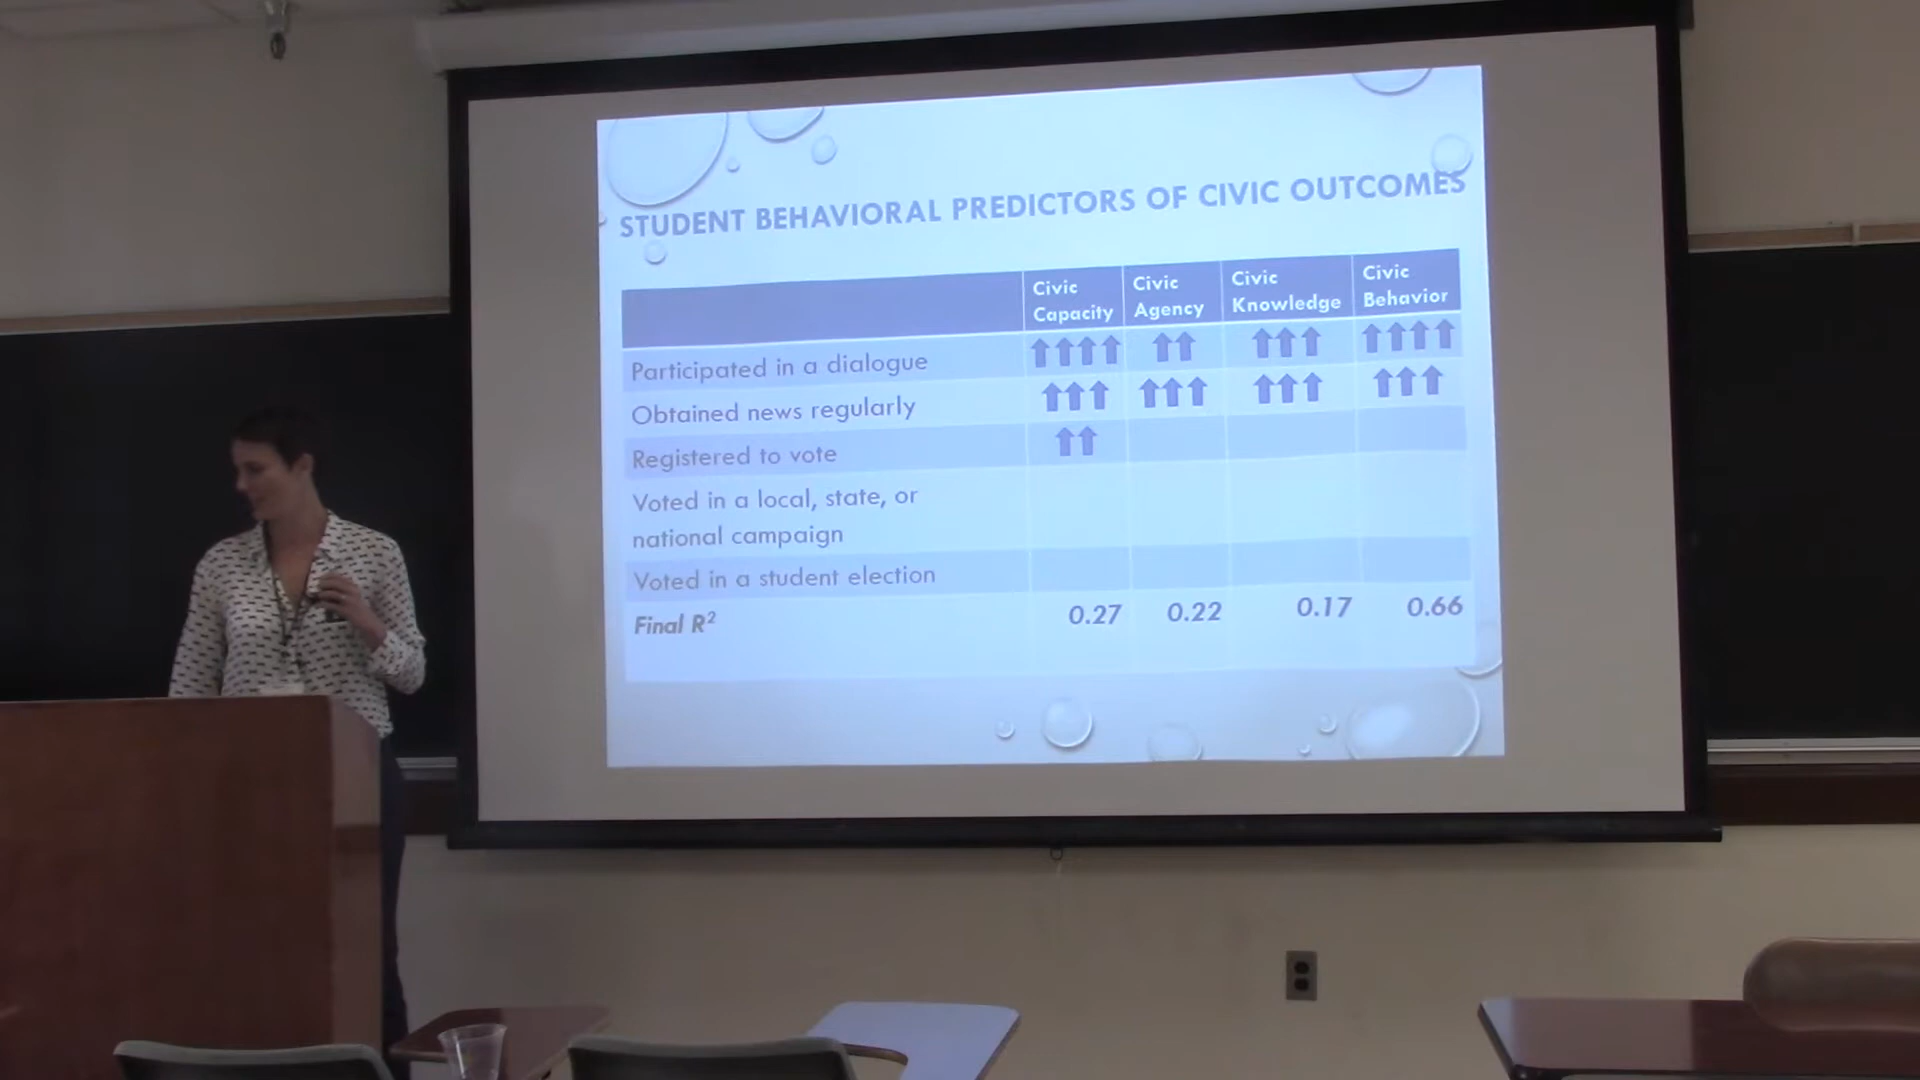 STUDENT BEHAVIORAL PREDICTORS OF CIVIC OUTCOMES
Civic Capacity Civic Agency Civic Knowledge Civic Behavior
Participated in a dialogue
Obtained news regularly
Registered to vote
Voted in a local, state, or
national campaign
Voted in a student election
Final R² 0.27 0.22 0.17 0.66